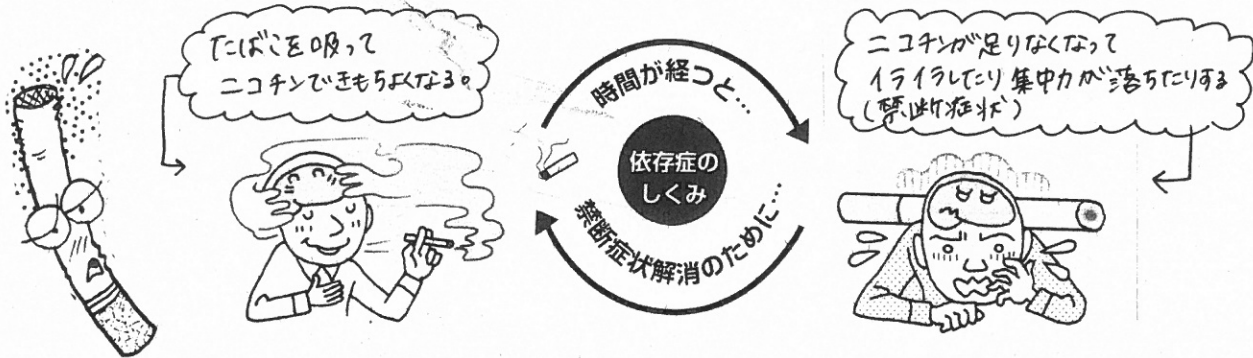 たばこを吸って
ニコチンできもちよくなる。
時間が経つと…
依存症の
しくみ
禁断症状解消のために…
ニコチンが足りなくなって
イライラしたり集中力が落ちたりする
(禁断症状)